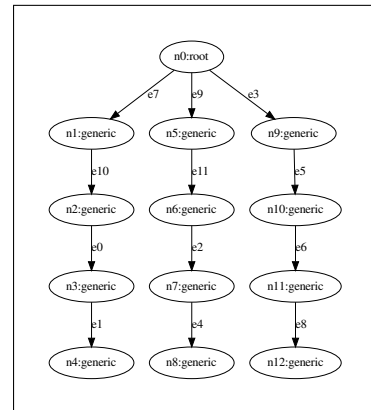 n0:root
e7 e9 e3
n1:generic n5:generic n9:generic
e10 e11 e5
n2:generic n6:generic n10:generic
e0 e2 e6
n3:generic n7:generic n11:generic
e1 e4 e8
n4:generic n8:generic n12:generic